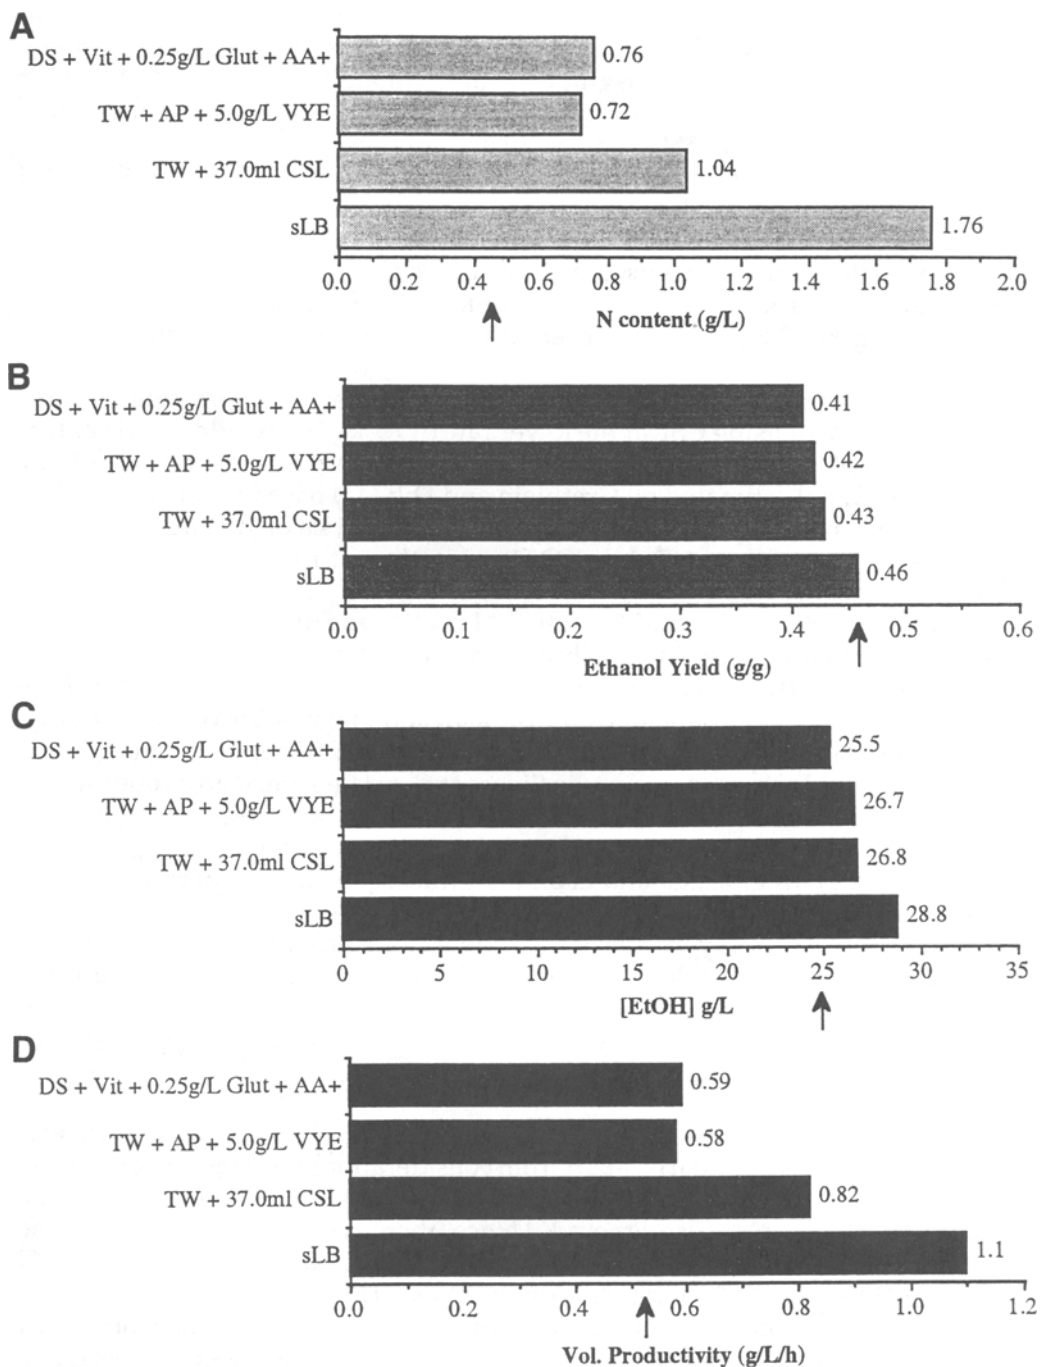 A
DS + Vit + 0.25g/L Glut + AA+ 0.76
TW + AP + 5.0g/L VYE 0.72
TW + 37.0ml CSL 1.04
sLB 1.76
0.0 0.2 0.4 0.6 0.8 1.0 1.2 1.4 1.6 1.8 2.0
N content (g/L)
B
DS + Vit + 0.25g/L Glut + AA+ 0.41
TW + AP + 5.0g/L VYE 0.42
TW + 37.0ml CSL 0.43
sLB 0.46
0.0 0.1 0.2 0.3 0.4 0.5 0.6
Ethanol Yield (g/g)
C
DS + Vit + 0.25g/L Glut + AA+ 25.5
TW + AP + 5.0g/L VYE 26.7
TW + 37.0ml CSL 26.8
sLB 28.8
0 5 10 15 20 25 30 35
[EtOH] g/L
D
DS + Vit + 0.25g/L Glut + AA+ 0.59
TW + AP + 5.0g/L VYE 0.58
TW + 37.0ml CSL 0.82
sLB 1.1
0.0 0.2 0.4 0.6 0.8 1.0 1.2
Vol. Productivity (g/L/h)